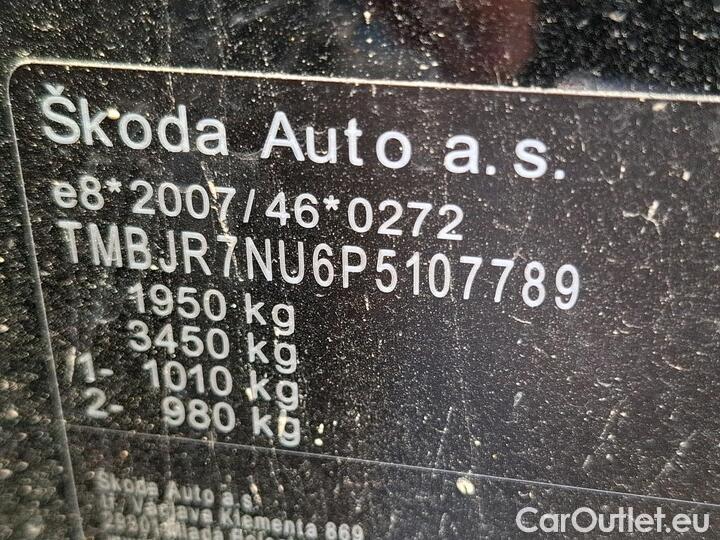 Škoda Auto a.s.
e8*2007/46*0272
TMBJR7NU6P5107789
1950 kg
3450 kg
1- 1010 kg
2- 980 kg
Škoda Auto a.s.
Václava Klementa 869
CarOutlet.eu